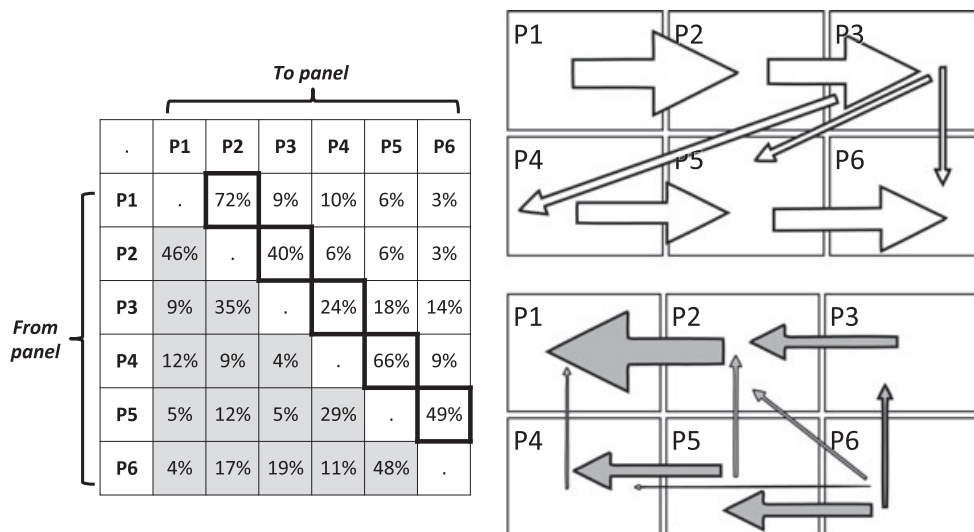 To panel
. P1 P2 P3 P4 P5 P6
P1 . 72% 9% 10% 6% 3%
P2 46% . 40% 6% 6% 3%
P3 9% 35% . 24% 18% 14%
P4 12% 9% 4% . 66% 9%
P5 5% 12% 5% 29% . 49%
P6 4% 17% 19% 11% 48% .
From
panel
P1 P2 P3
P4 P5 P6
P1 P2 P3
P4 P5 P6